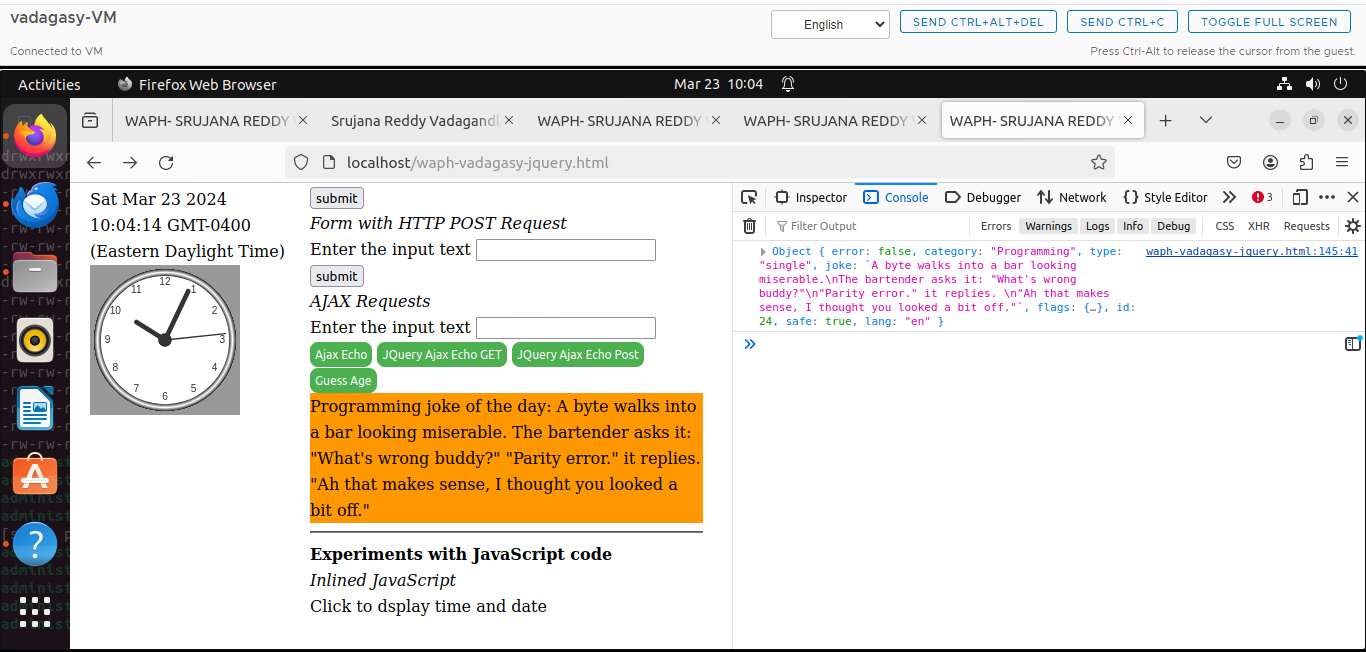 vadagasy-VM
English
SEND CTRL+ALT+DEL
SEND CTRL+C
TOGGLE FULL SCREEN
Connected to VM
Press Ctrl-Alt to release the cursor from the guest.
Activities
Firefox Web Browser
Mar 23 10:04
WAPH- SRUJANA REDDY
Srujana Reddy Vadagand
WAPH- SRUJANA REDDY
WAPH- SRUJANA REDDY
WAPH- SRUJANA REDDY
localhost/waph-vadagasy-jquery.html
Sat Mar 23 2024
10:04:14 GMT-0400
(Eastern Daylight Time)
12
1
2
3
4
5
6
7
8
9
10
11
submit
Form with HTTP POST Request
Enter the input text
submit
AJAX Requests
Enter the input text
Ajax Echo
JQuery Ajax Echo GET
JQuery Ajax Echo Post
Guess Age
Programming joke of the day: A byte walks into
a bar looking miserable. The bartender asks it:
"What's wrong buddy?" "Parity error." it replies.
"Ah that makes sense, I thought you looked a
bit off."
Experiments with JavaScript code
Inlined JavaScript
Click to dsplay time and date
Inspector
Console
Debugger
Network
{} Style Editor
3
Filter Output
Errors
Warnings
Logs
Info
Debug
CSS
XHR
Requests
Object { error: false, category: "Programming", type:
waph-vadagasy-jquery.html:145:41
"single", joke: `A byte walks into a bar looking
miserable.\nThe bartender asks it: "What's wrong
buddy?"\n"Parity error." it replies. \n"Ah that makes
sense, I thought you looked a bit off."`, flags: {…}, id:
24, safe: true, lang: "en" }